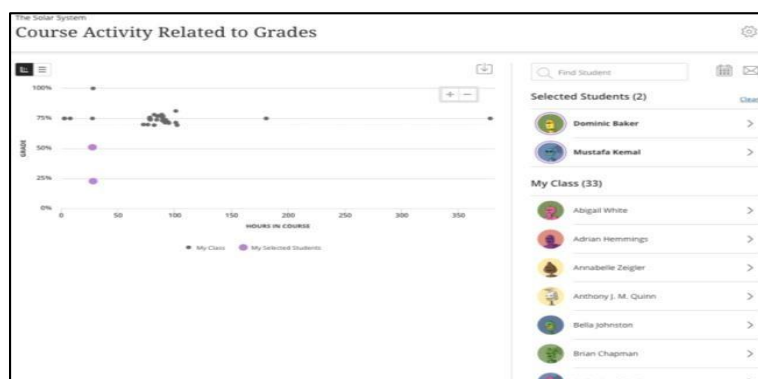 The Solar System
Course Activity Related to Grades
Find Student
Selected Students (2)
Clear
Dominic Baker
Mustafa Kemal
My Class (33)
Abigail White
Adrian Hemmings
Annabelle Zeigler
Anthony J. M. Quinn
Bella Johnston
Brian Chapman
100%
75%
50%
25%
0%
GRADE
0 50 100 150 200 250 300 350
HOURS IN COURSE
My Class My Selected Students